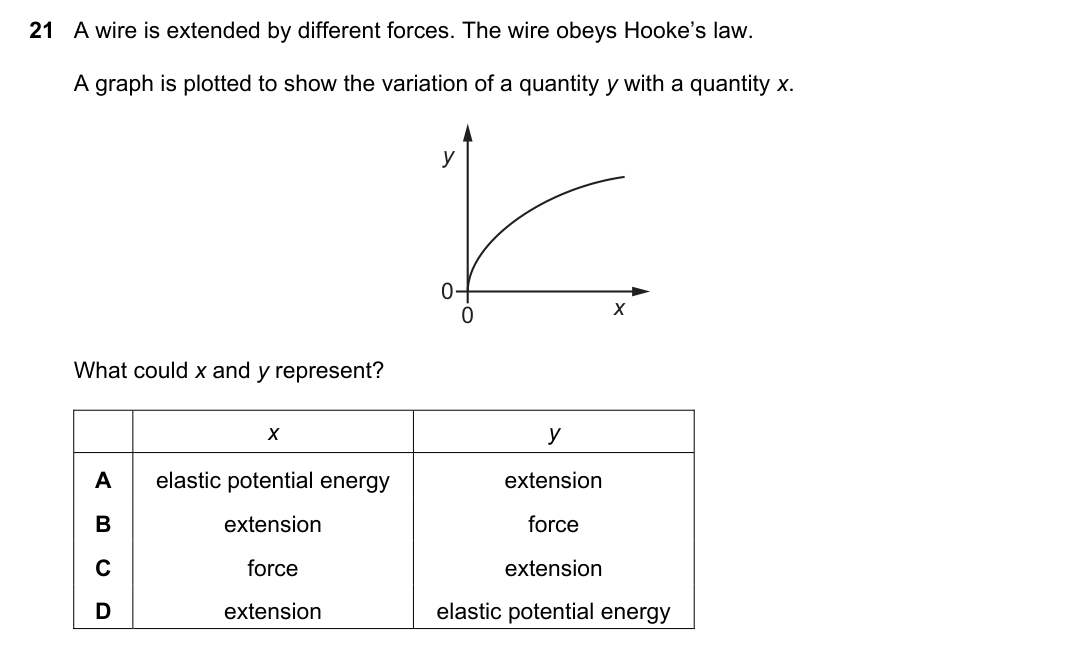 21 A wire is extended by different forces. The wire obeys Hooke’s law.
A graph is plotted to show the variation of a quantity y with a quantity x.
y
0
0
x
What could x and y represent?
x y
A elastic potential energy extension
B extension force
C force extension
D extension elastic potential energy